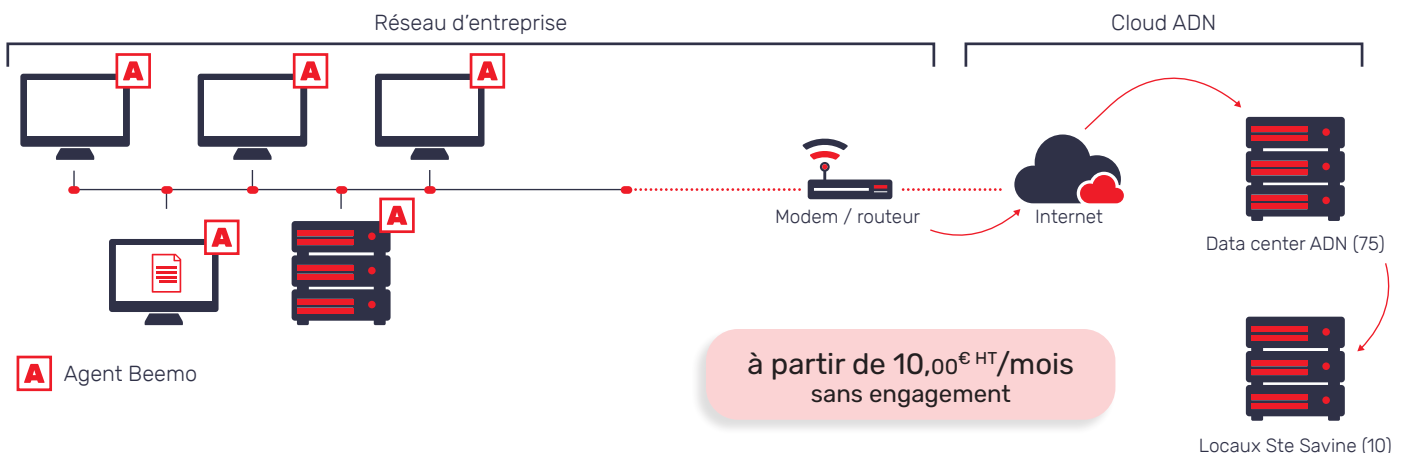 Réseau d'entreprise
Cloud ADN
A
A
A
A
A
Modem / routeur
Internet
Data center ADN (75)
A Agent Beemo
à partir de 10,00€ HT/mois
sans engagement
Locaux Ste Savine (10)